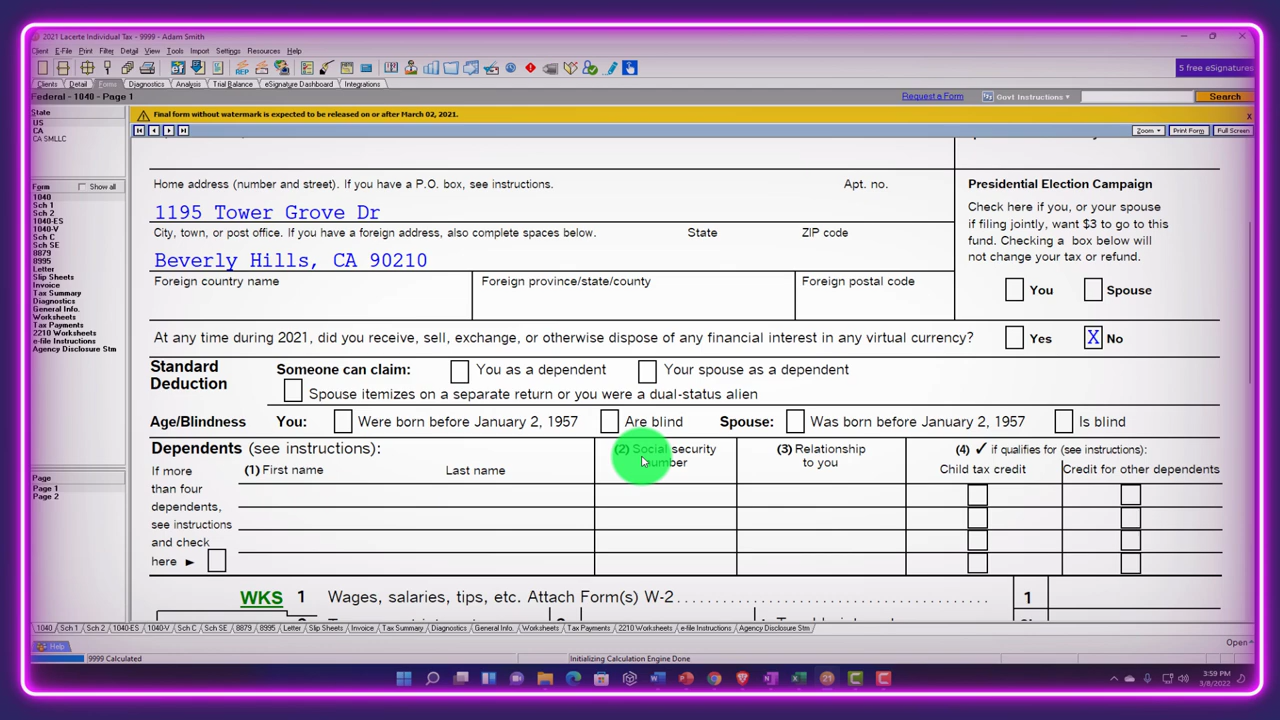 2021 Lacerte Individual Tax - 9999 - Adam Smith
Client E-File Print Filter Detail View Tools Import Settings Resources Help
5 free eSignatures
Clients Detail Forms Diagnostics Analysis Trial Balance eSignature Dashboard Integrations
Federal - 1040 - Page 1
Request a Form Govt Instructions Search
State
US
CA
CA SMLLC
Final form without watermark is expected to be released on or after March 02, 2021.
Zoom Print Form Full Screen
Form Show all
1040
Sch 1
Sch 2
1040-ES
1040-V
Sch C
Sch SE
8879
8995
Letter
Slip Sheets
Invoice
Tax Summary
Diagnostics
General Info.
Worksheets
Tax Payments
2210 Worksheets
e-file Instructions
Agency Disclosure Stm
Page
Page 1
Page 2
Home address (number and street). If you have a P.O. box, see instructions. Apt. no.
1195 Tower Grove Dr
City, town, or post office. If you have a foreign address, also complete spaces below. State ZIP code
Beverly Hills, CA 90210
Foreign country name Foreign province/state/county Foreign postal code
Presidential Election Campaign
Check here if you, or your spouse
if filing jointly, want $3 to go to this
fund. Checking a box below will
not change your tax or refund.
You Spouse
At any time during 2021, did you receive, sell, exchange, or otherwise dispose of any financial interest in any virtual currency? Yes X No
Standard Deduction
Someone can claim: You as a dependent Your spouse as a dependent
Spouse itemizes on a separate return or you were a dual-status alien
Age/Blindness You: Were born before January 2, 1957 Are blind Spouse: Was born before January 2, 1957 Is blind
Dependents (see instructions):
(1) First name Last name
(2) Social security number
(3) Relationship to you
(4) ✓ if qualifies for (see instructions):
Child tax credit Credit for other dependents
If more
than four
dependents,
see instructions
and check
here ►
WKS 1 Wages, salaries, tips, etc. Attach Form(s) W-2 1
1040 Sch 1 Sch 2 1040-ES 1040-V Sch C Sch SE 8879 8995 Letter Slip Sheets Invoice Tax Summary Diagnostics General Info. Worksheets Tax Payments 2210 Worksheets e-file Instructions Agency Disclosure Stm
Help Open
9999 Calculated Initializing Calculation Engine Done
21
3:59 PM
3/8/2022